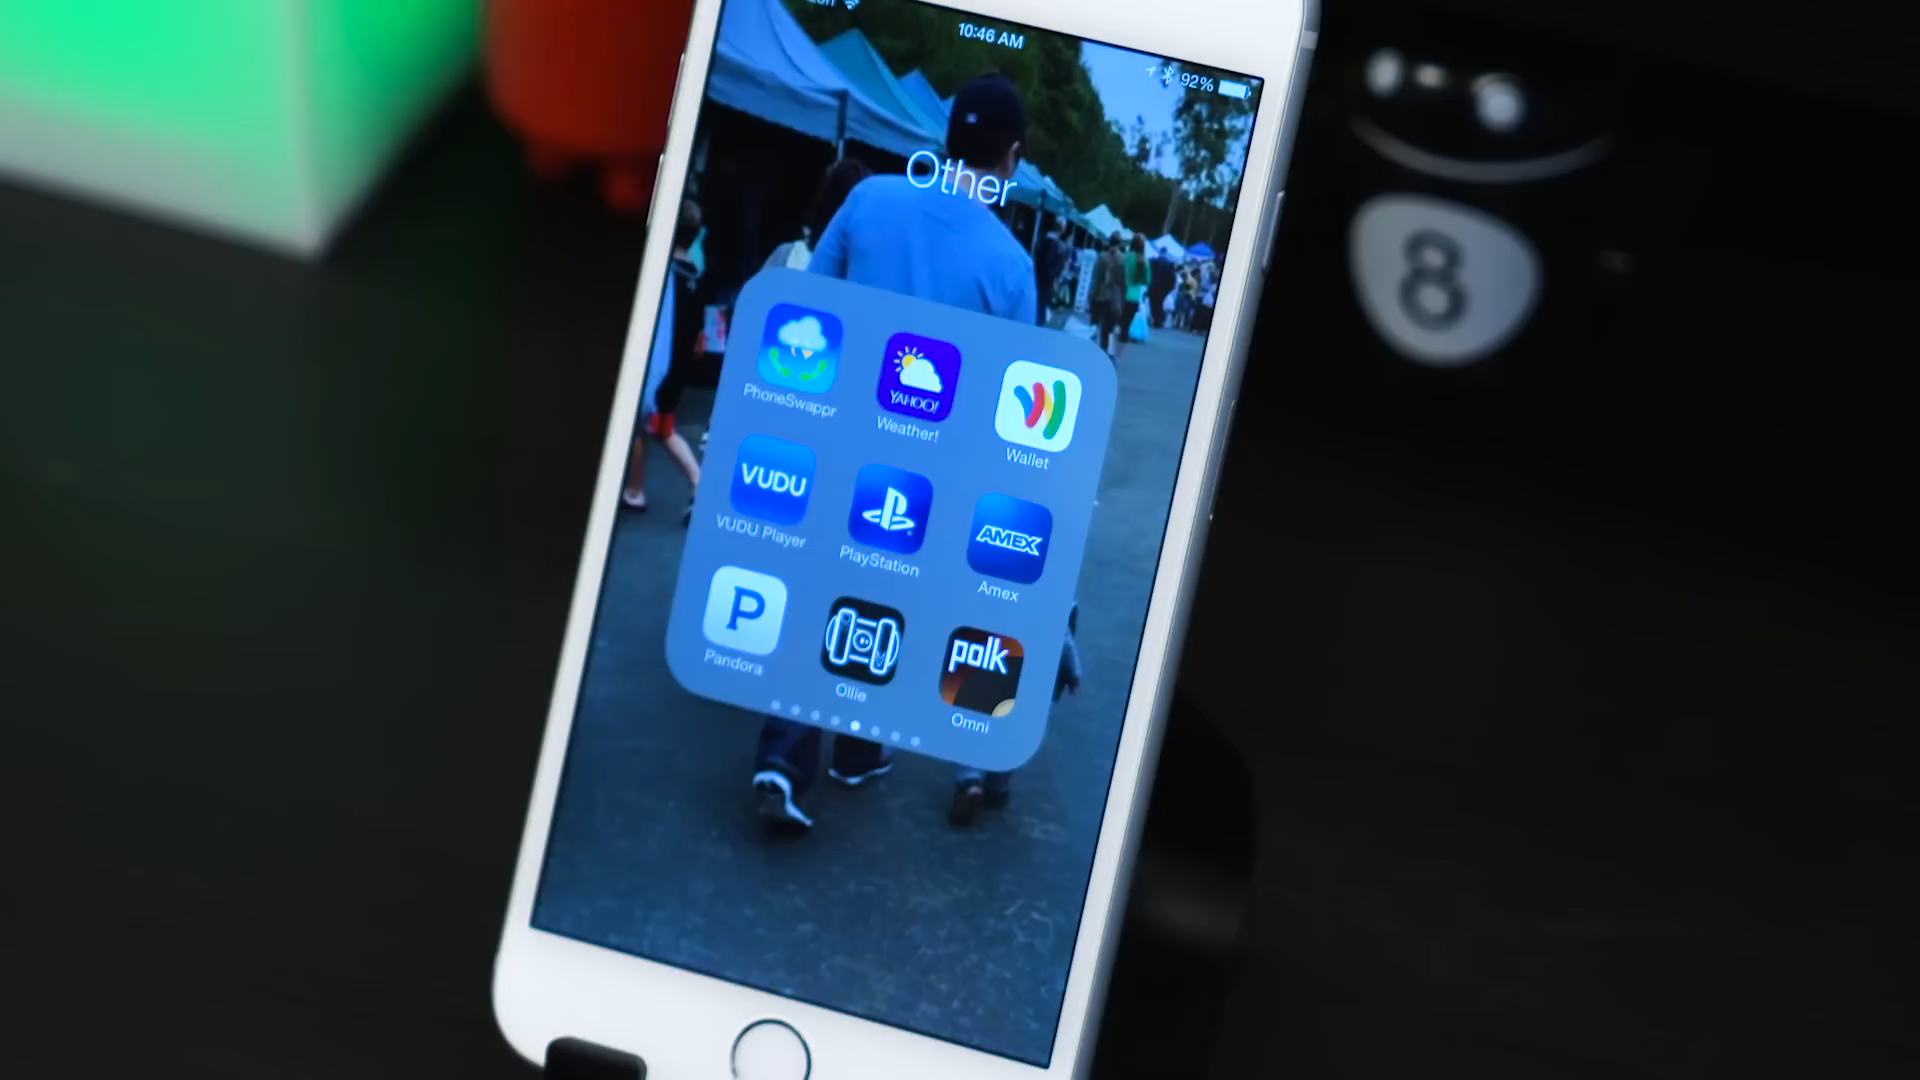 10:46 AM
92%
Other
PhoneSwappr
YAHOO!
Weather!
Wallet
VUDU
VUDU Player
PlayStation
AMEX
Amex
P
Pandora
Ollie
polk
Omni
8